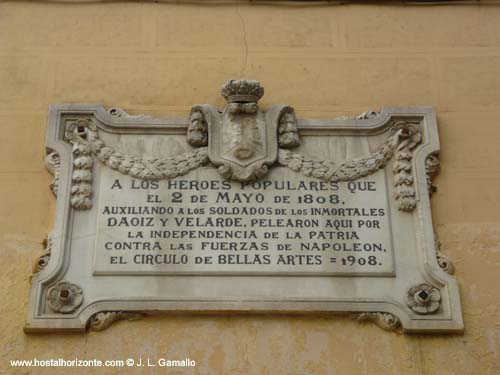 A LOS HEROES POPULARES QUE
EL 2 DE MAYO DE 1808,
AUXILIANDO A LOS SOLDADOS DE LOS INMORTALES
DAOIZ Y VELARDE, PELEARON AQUI POR
LA INDEPENDENCIA DE LA PATRIA
CONTRA LAS FUERZAS DE NAPOLEON,
EL CIRCULO DE BELLAS ARTES = 1908.
www.hostalhorizonte.com © J. L. Gamallo